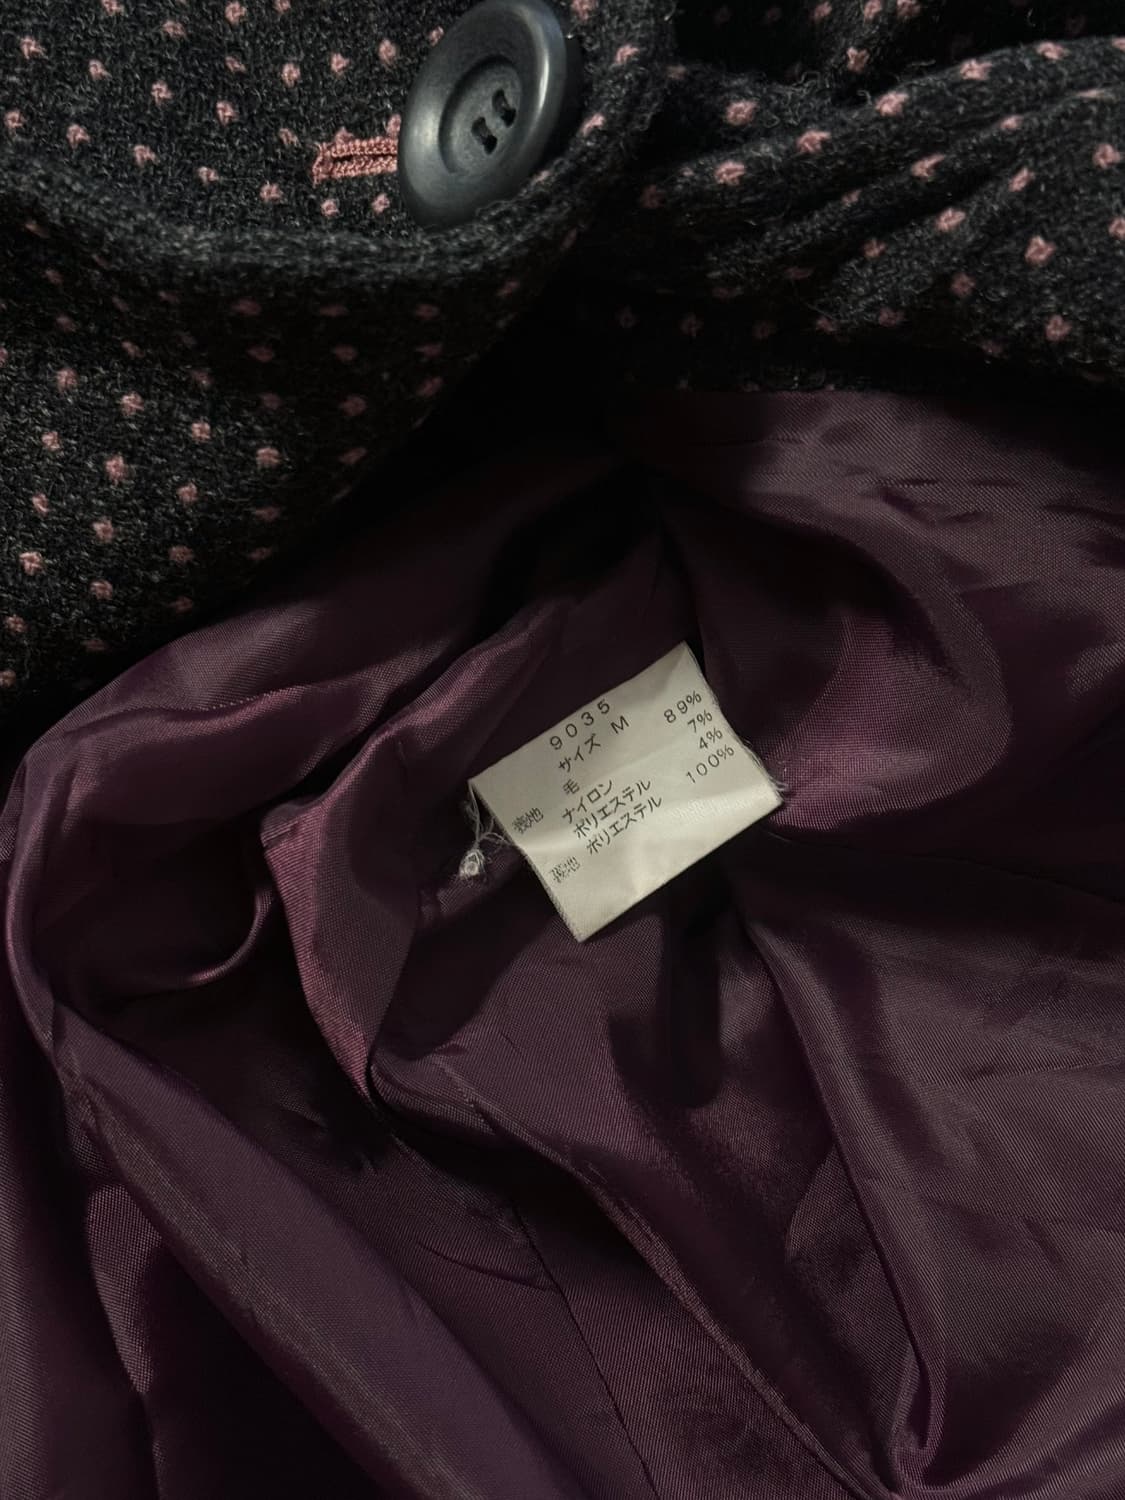 9035
サイズ M
表地 毛 89%
ナイロン 7%
ポリエステル 4%
裏地 ポリエステル 100%